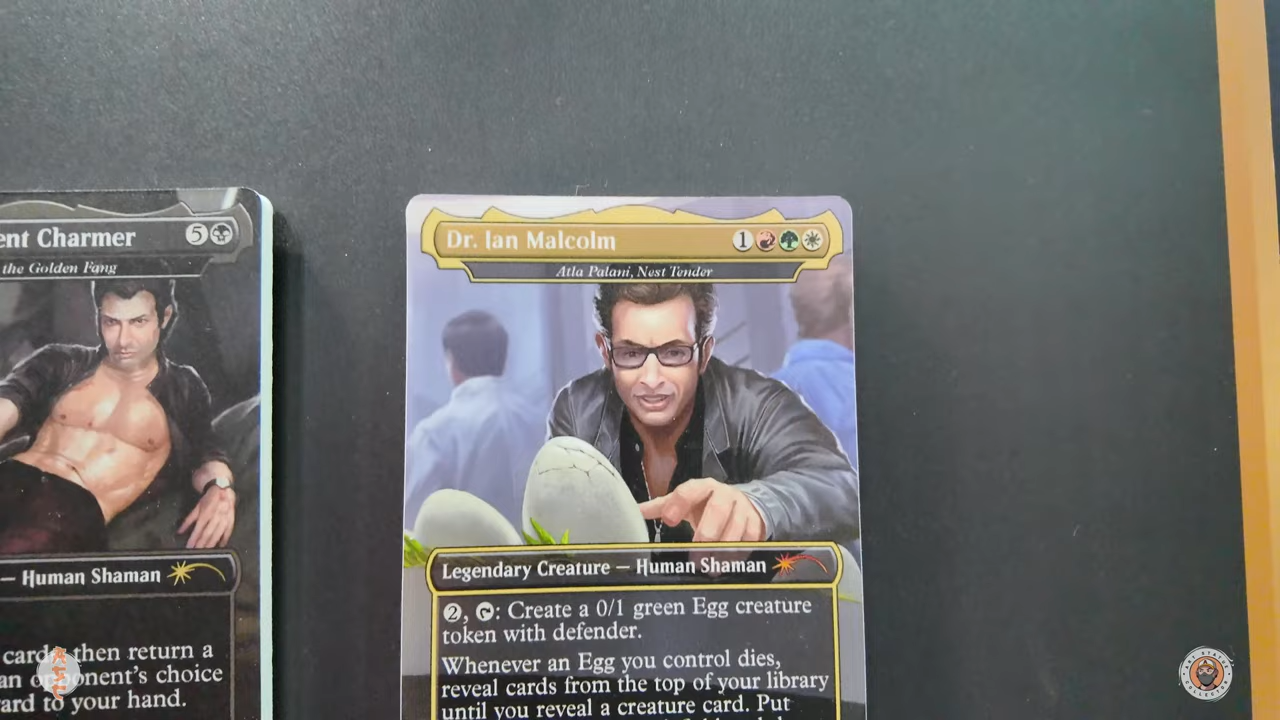 ent Charmer 5
the Golden Fang
— Human Shaman
cards, then return a
an opponent's choice
ard to your hand.
Dr. Ian Malcolm 1
Atla Palani, Nest Tender
Legendary Creature — Human Shaman
2, T: Create a 0/1 green Egg creature
token with defender.
Whenever an Egg you control dies,
reveal cards from the top of your library
until you reveal a creature card. Put